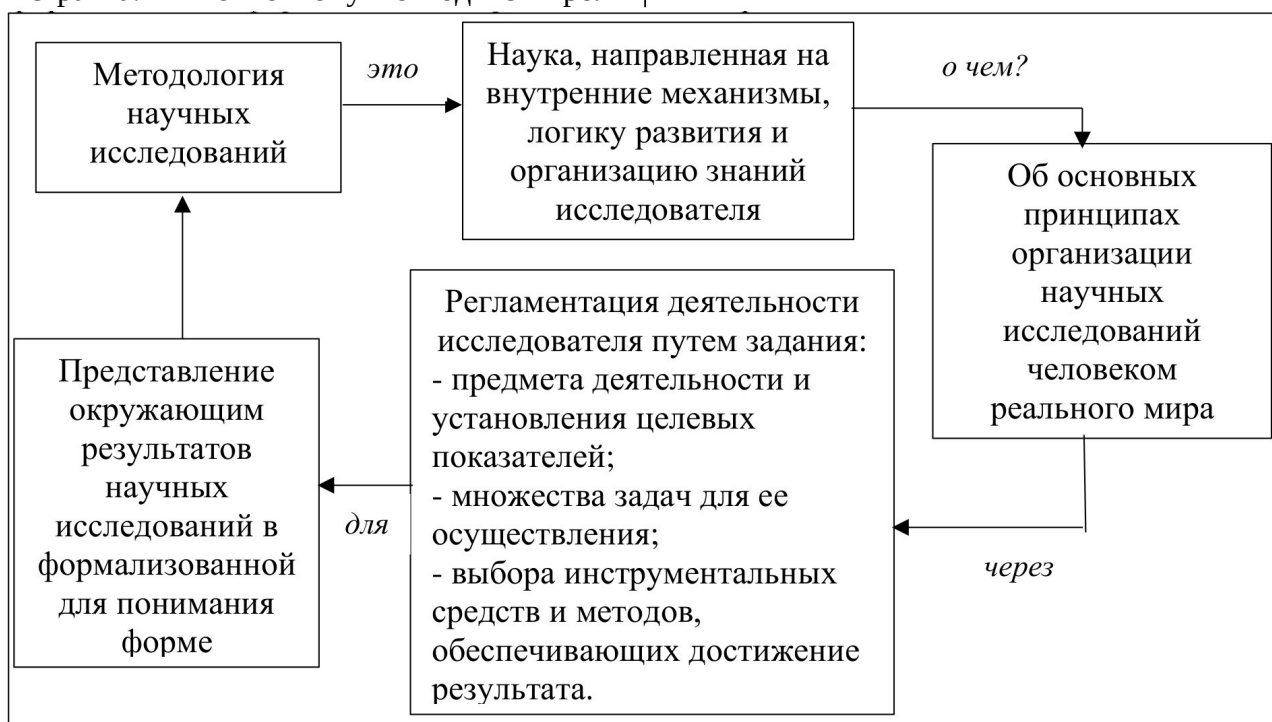 Методология
научных
исследований
это
Наука, направленная на
внутренние механизмы,
логику развития и
организацию знаний
исследователя
о чем?
Об основных
принципах
организации
научных
исследований
человеком
реального мира
через
Регламентация деятельности
исследователя путем задания:
- предмета деятельности и
установления целевых
показателей;
- множества задач для ее
осуществления;
- выбора инструментальных
средств и методов,
обеспечивающих достижение
результата.
для
Представление
окружающим
результатов
научных
исследований в
формализованной
для понимания
форме